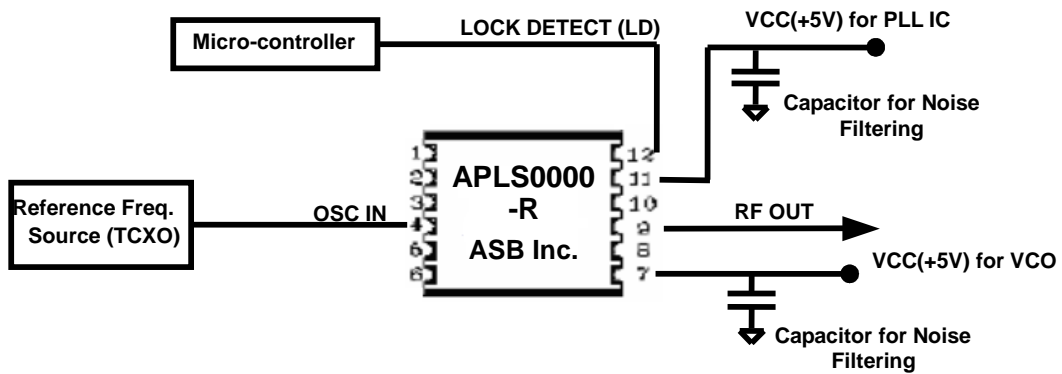 VCC(+5V) for PLL IC
LOCK DETECT (LD)
Micro-controller
Capacitor for Noise
Filtering
1
2
3
4
5
6
APLS0000
-R
ASB Inc.
12
11
10
9
8
7
Reference Freq.
Source (TCXO)
OSC IN
RF OUT
VCC(+5V) for VCO
Capacitor for Noise
Filtering